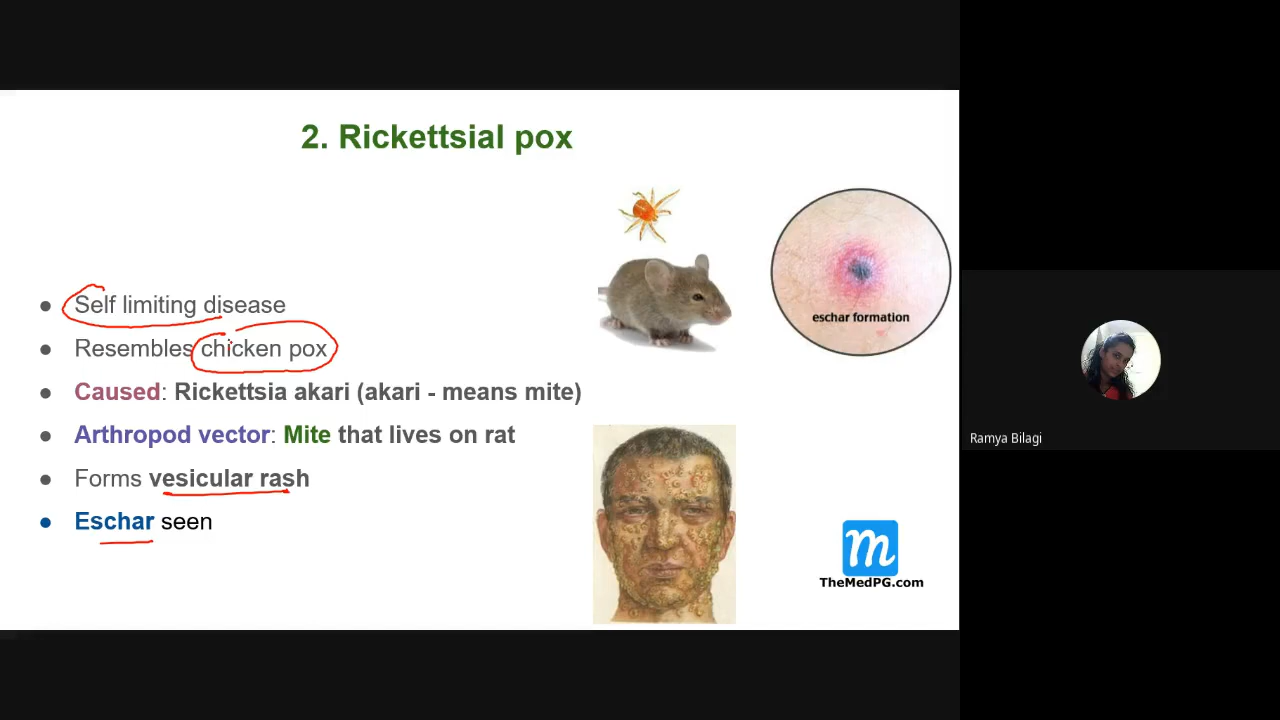 2. Rickettsial pox
● Self limiting disease
● Resembles chicken pox
● Caused: Rickettsia akari (akari - means mite)
● Arthropod vector: Mite that lives on rat
● Forms vesicular rash
● Eschar seen
eschar formation
m
TheMedPG.com
Ramya Bilagi